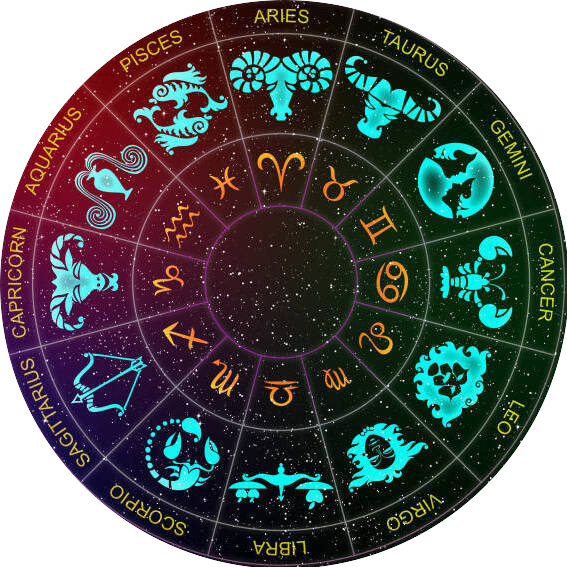 ARIES
TAURUS
GEMINI
CANCER
LEO
VIRGO
LIBRA
SCORPIO
SAGITTARIUS
CAPRICORN
AQUARIUS
PISCES
♈
♉
♊
♋
♌
♍
♎
♏
♐
♑
♒
♓